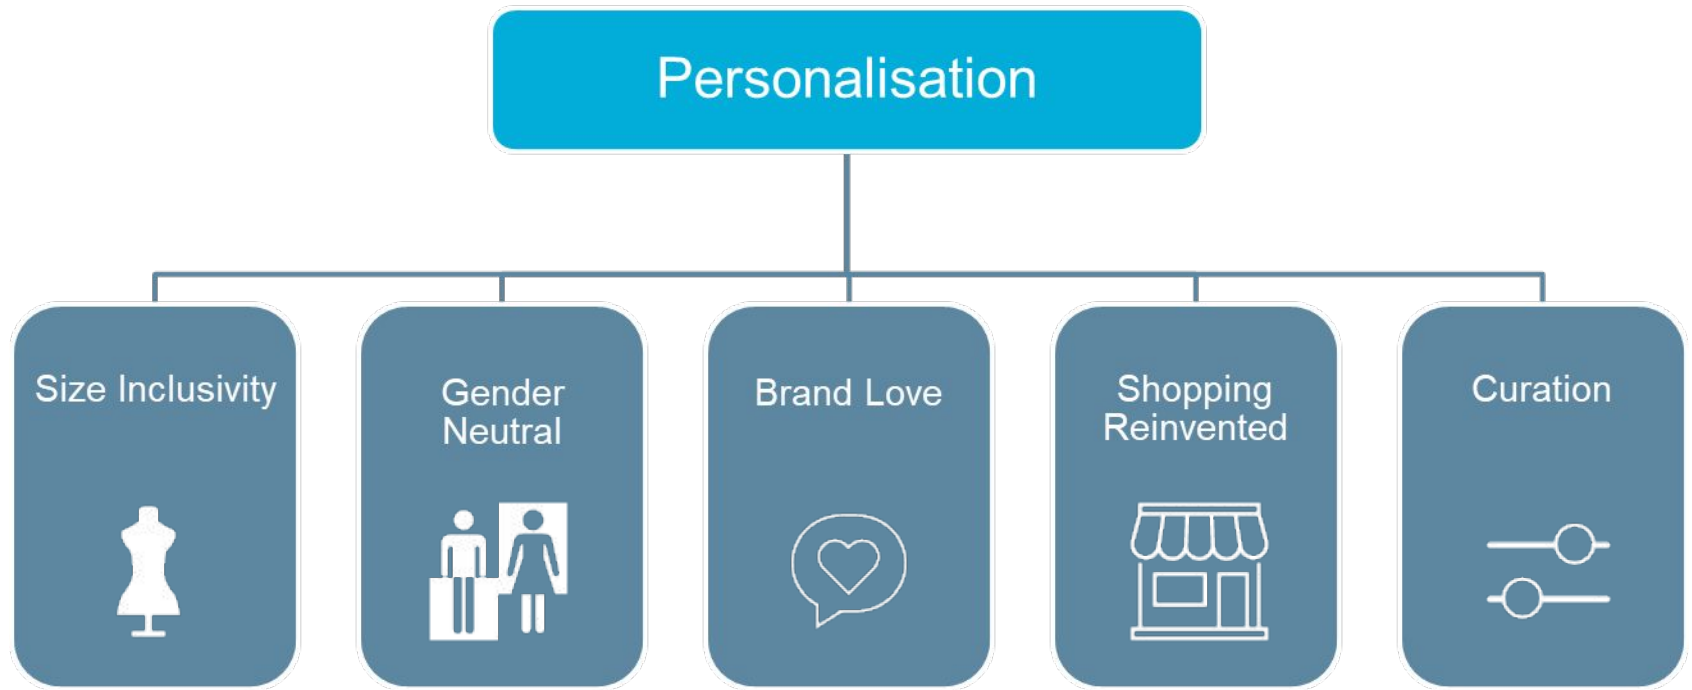 Personalisation
Size Inclusivity
Gender
Neutral
Brand Love
Shopping
Reinvented
Curation